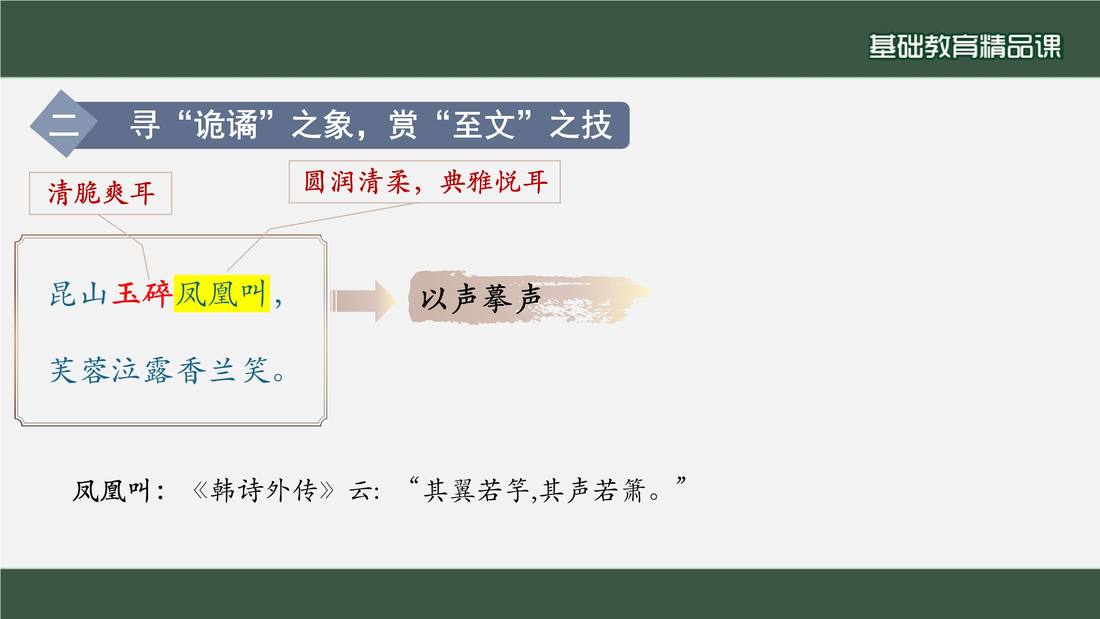 基础教育精品课
二 寻“诡谲”之象，赏“至文”之技
清脆爽耳
圆润清柔，典雅悦耳
昆山玉碎凤凰叫，
芙蓉泣露香兰笑。
以声摹声
凤凰叫：《韩诗外传》云:“其翼若竽,其声若箫。”